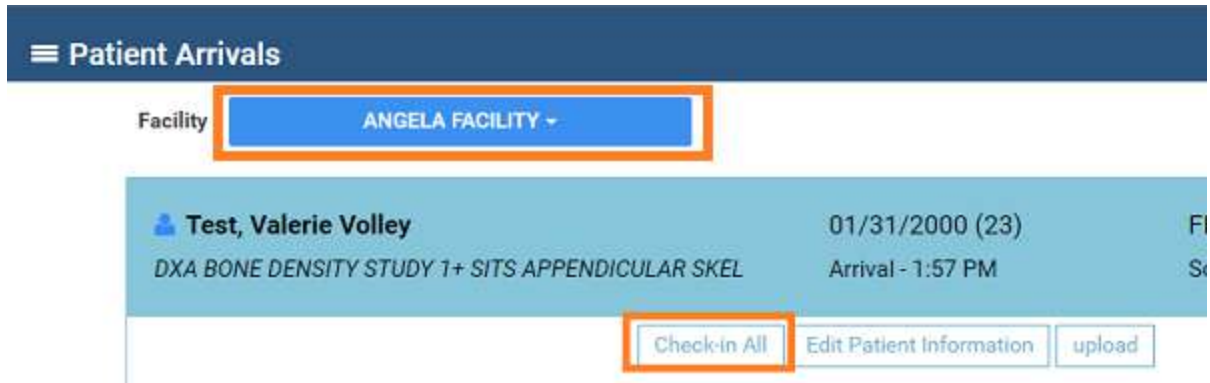 Patient Arrivals
Facility ANGELA FACILITY
Test, Valerie Volley 01/31/2000 (23)
DXA BONE DENSITY STUDY 1+ SITS APPENDICULAR SKEL Arrival - 1:57 PM
Check-in All Edit Patient Information upload